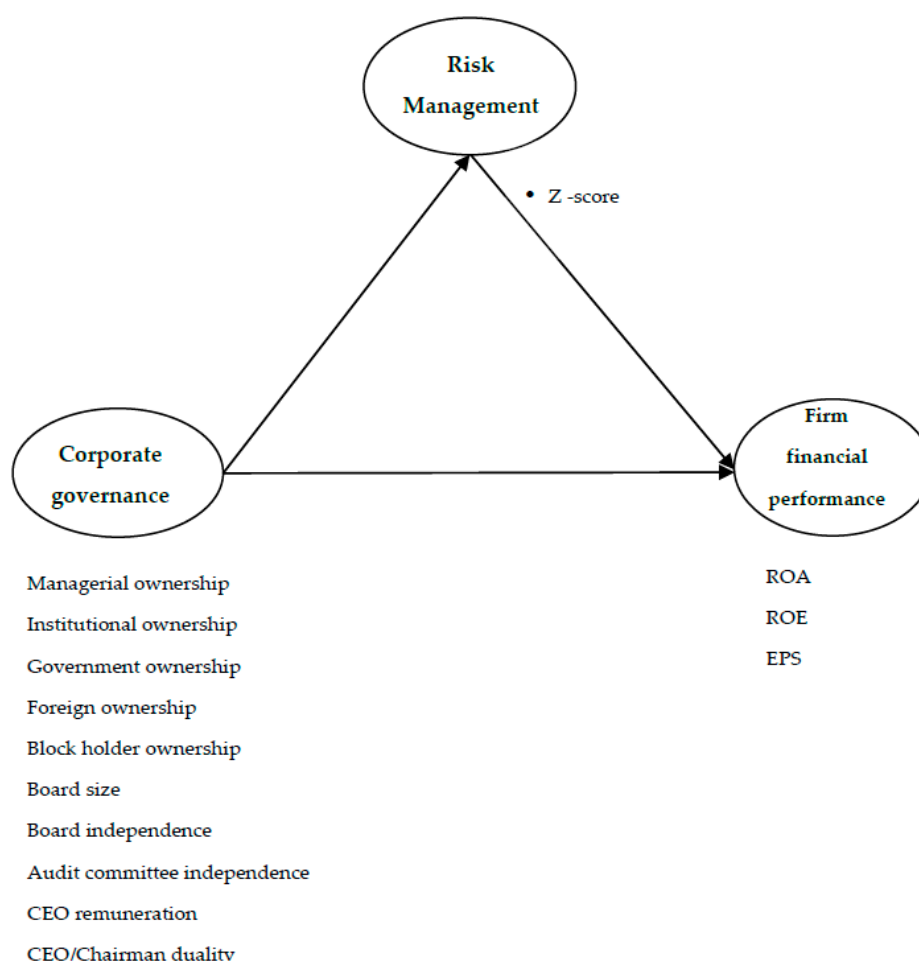 Risk
Management
• Z -score
Corporate
governance
Firm
financial
performance
Managerial ownership
Institutional ownership
Government ownership
Foreign ownership
Block holder ownership
Board size
Board independence
Audit committee independence
CEO remuneration
CEO/Chairman duality
ROA
ROE
EPS